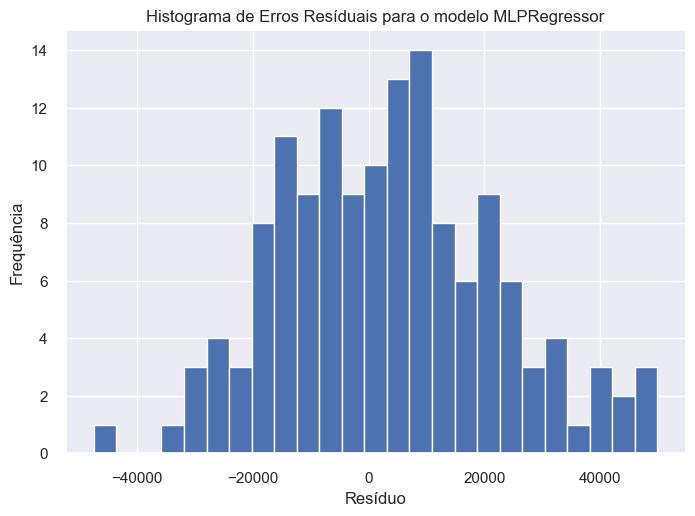 Histograma de Erros Resíduais para o modelo MLPRegressor
14
12
10
8
6
4
2
0
Frequência
−40000 −20000 0 20000 40000
Resíduo